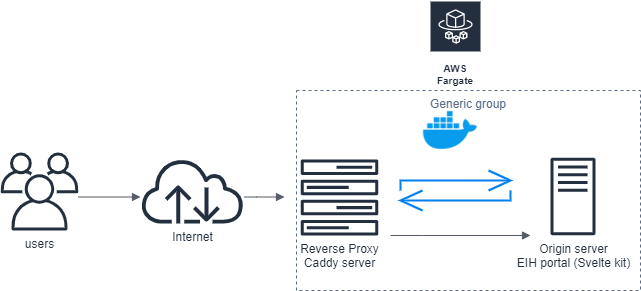 AWS
Fargate
Generic group
users
Internet
Reverse Proxy
Caddy server
Origin server
EIH portal (Svelte kit)